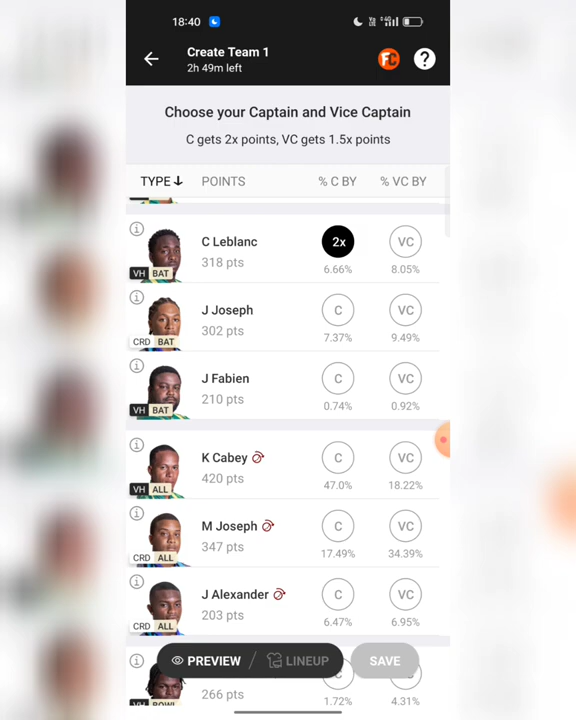 18:40
Create Team 1
2h 49m left
FC
?
Choose your Captain and Vice Captain
C gets 2x points, VC gets 1.5x points
TYPE POINTS % C BY % VC BY
C Leblanc
318 pts
2x
VC
VH BAT
6.66%
8.05%
J Joseph
302 pts
C
VC
CRD BAT
7.37%
9.49%
J Fabien
210 pts
C
VC
VH BAT
0.74%
0.92%
K Cabey
420 pts
C
VC
VH ALL
47.0%
18.22%
M Joseph
347 pts
C
VC
CRD ALL
17.49%
34.39%
J Alexander
203 pts
C
VC
CRD ALL
6.47%
6.95%
PREVIEW / LINEUP SAVE
266 pts
VH BOWL
1.72%
4.31%